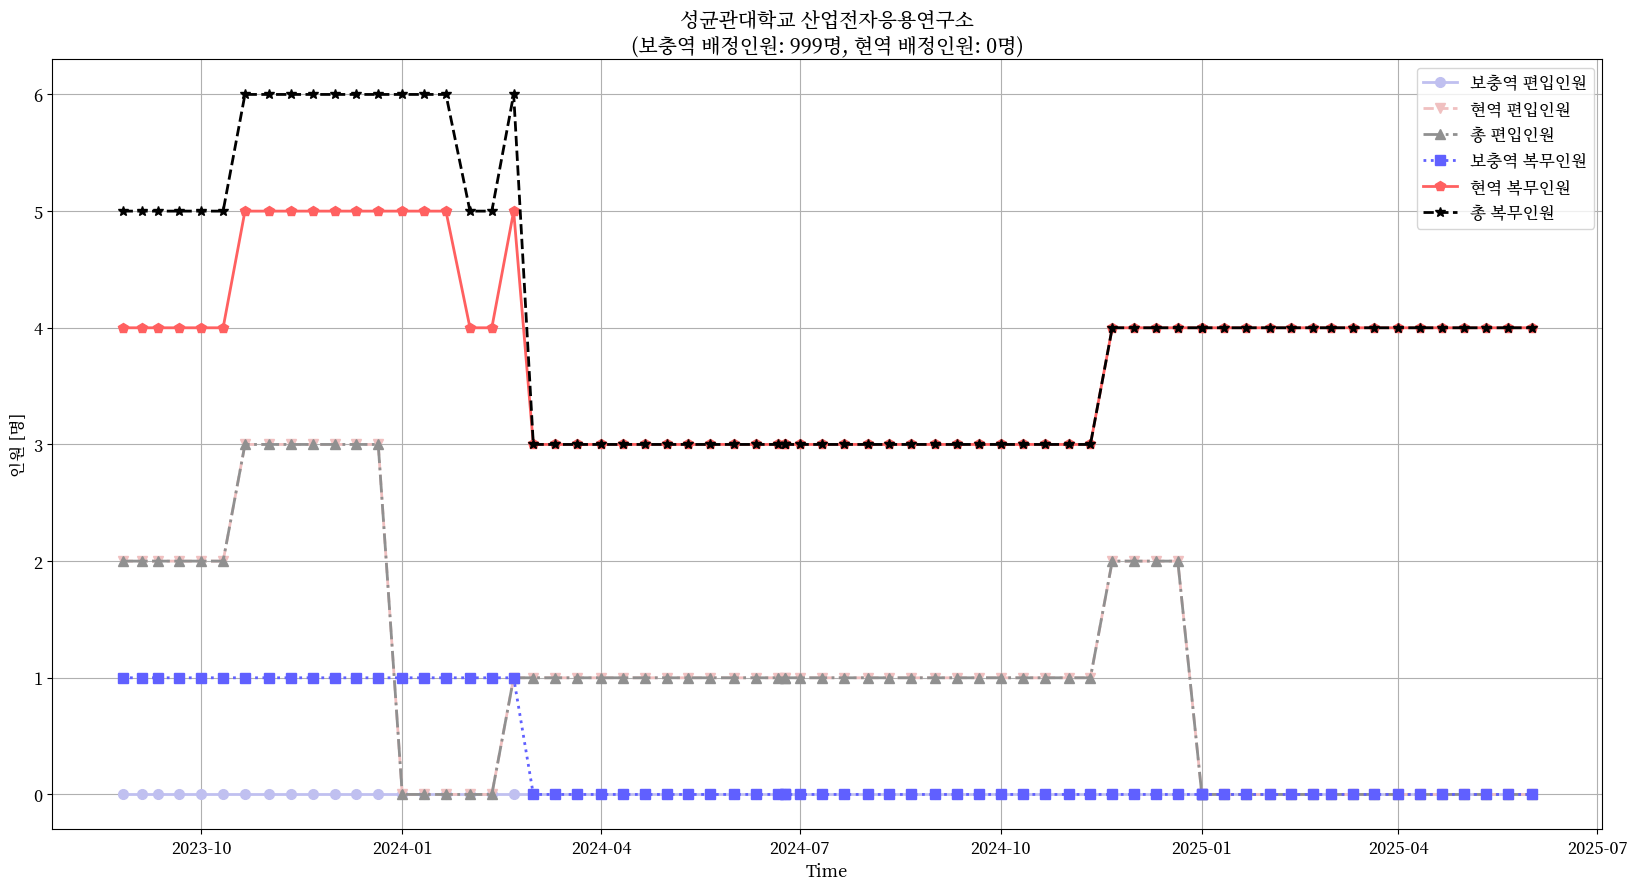 성균관대학교 산업전자응용연구소
(보충역 배정인원: 999명, 현역 배정인원: 0명)
보충역 편입인원
현역 편입인원
총 편입인원
보충역 복무인원
현역 복무인원
총 복무인원
인원 [명]
6
5
4
3
2
1
0
2023-10
2024-01
2024-04
2024-07
2024-10
2025-01
2025-04
2025-07
Time